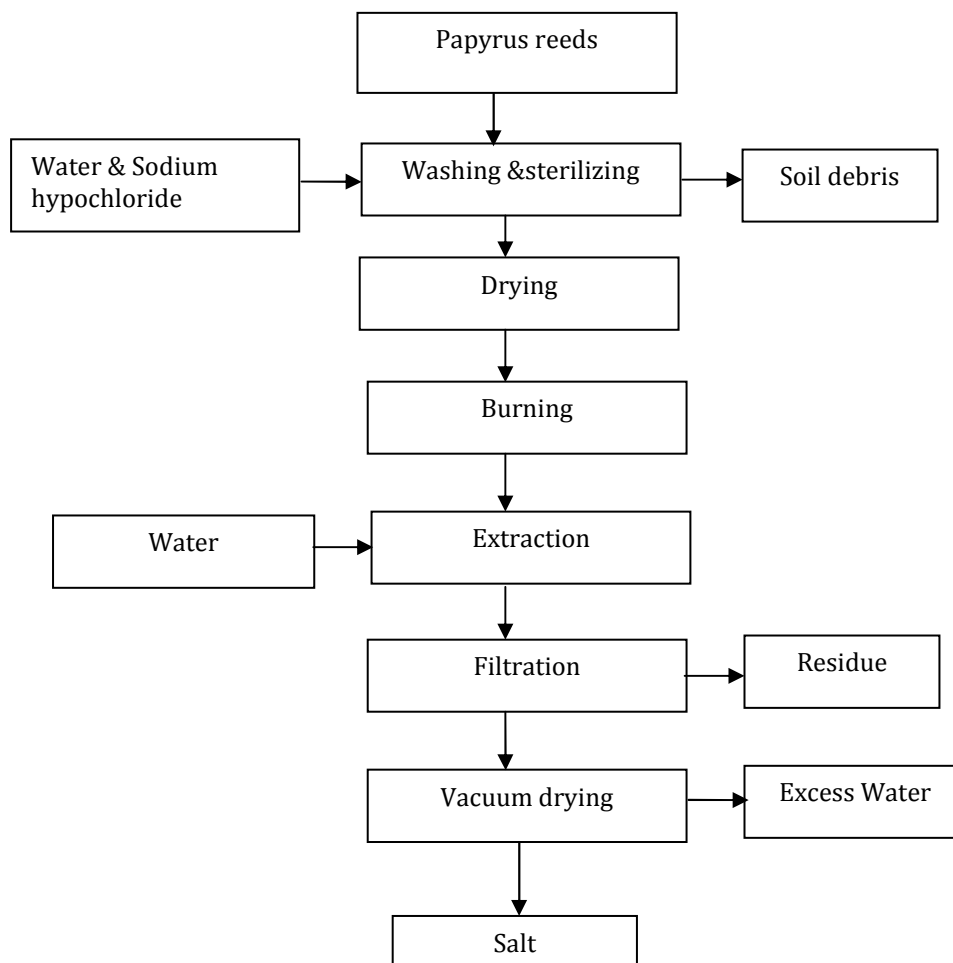 Papyrus reeds
Water & Sodium
hypochloride
Washing &sterilizing
Soil debris
Drying
Burning
Water
Extraction
Filtration
Residue
Vacuum drying
Excess Water
Salt